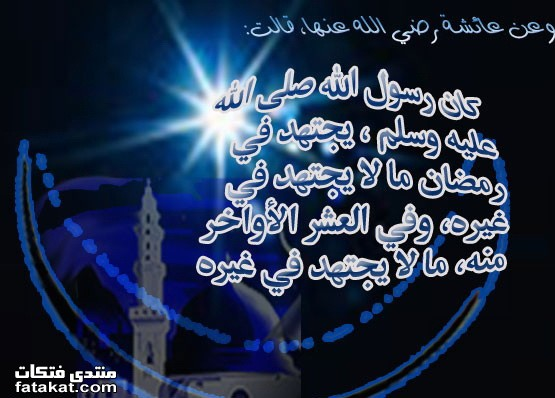 وعن عائشة رضي الله عنها، قالت:
كان رسول الله صلى الله
عليه وسلم ، يجتهد في
رمضان ما لا يجتهد في
غيره، وفي العشر الأواخر
منه، ما لا يجتهد في غيره
منتدى فتكات
fatakat.com